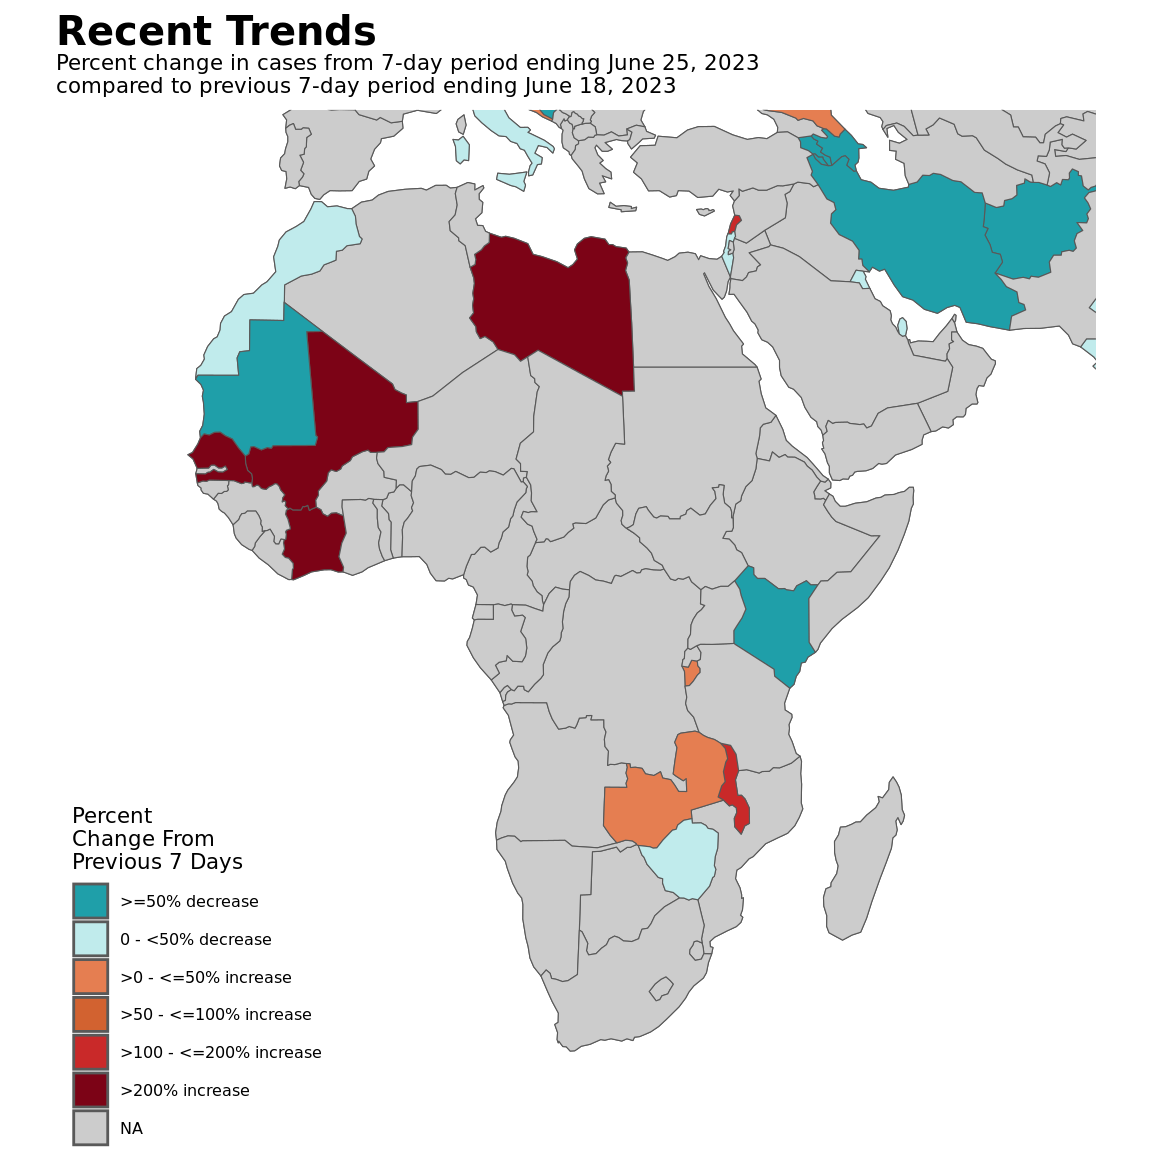 Recent Trends
Percent change in cases from 7-day period ending June 25, 2023
compared to previous 7-day period ending June 18, 2023
Percent
Change From
Previous 7 Days
>=50% decrease
0 - <50% decrease
>0 - <=50% increase
>50 - <=100% increase
>100 - <=200% increase
>200% increase
NA